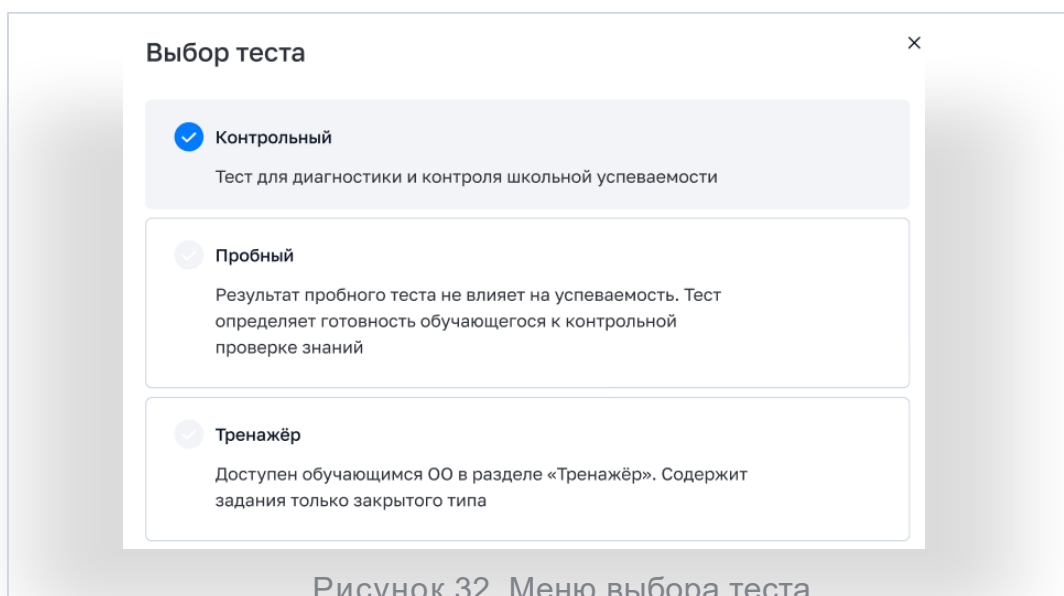 Выбор теста
Контрольный
Тест для диагностики и контроля школьной успеваемости
Пробный
Результат пробного теста не влияет на успеваемость. Тест
определяет готовность обучающегося к контрольной
проверке знаний
Тренажёр
Доступен обучающимся ОО в разделе «Тренажёр». Содержит
задания только закрытого типа
Рисунок 32. Меню выбора теста